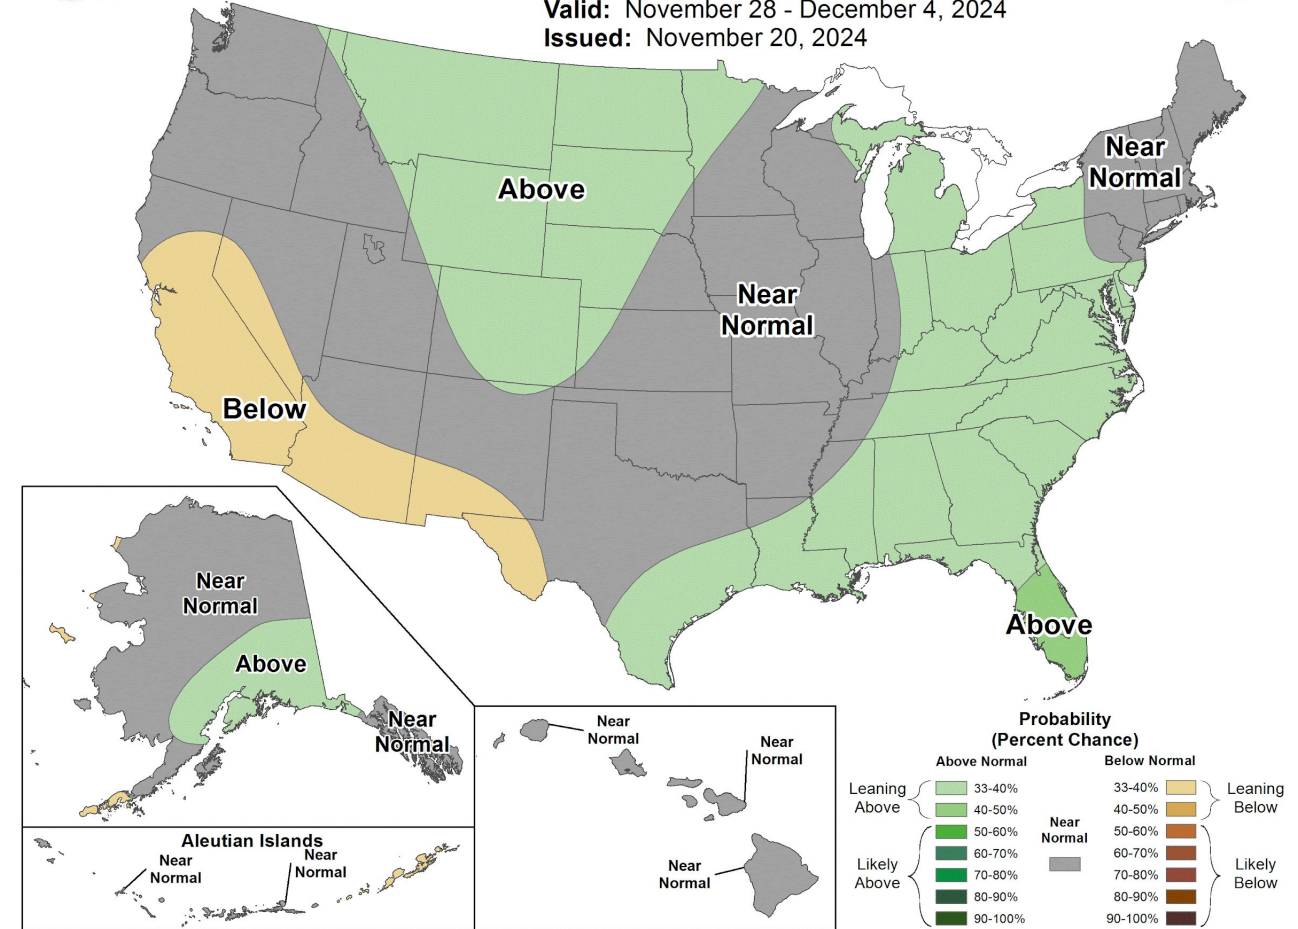 Valid: November 28 - December 4, 2024
Issued: November 20, 2024
Near
Normal
Above
Near
Normal
Below
Near
Normal
Above
Above
Near
Normal
Aleutian Islands
Near
Normal
Near
Normal
Near
Normal
Near
Normal
Near
Normal
Probability
(Percent Chance)
Above Normal
Below Normal
Leaning
Above
33-40%
40-50%
Likely
Above
50-60%
60-70%
70-80%
80-90%
90-100%
Near
Normal
33-40%
40-50%
Leaning
Below
50-60%
60-70%
70-80%
80-90%
90-100%
Likely
Below